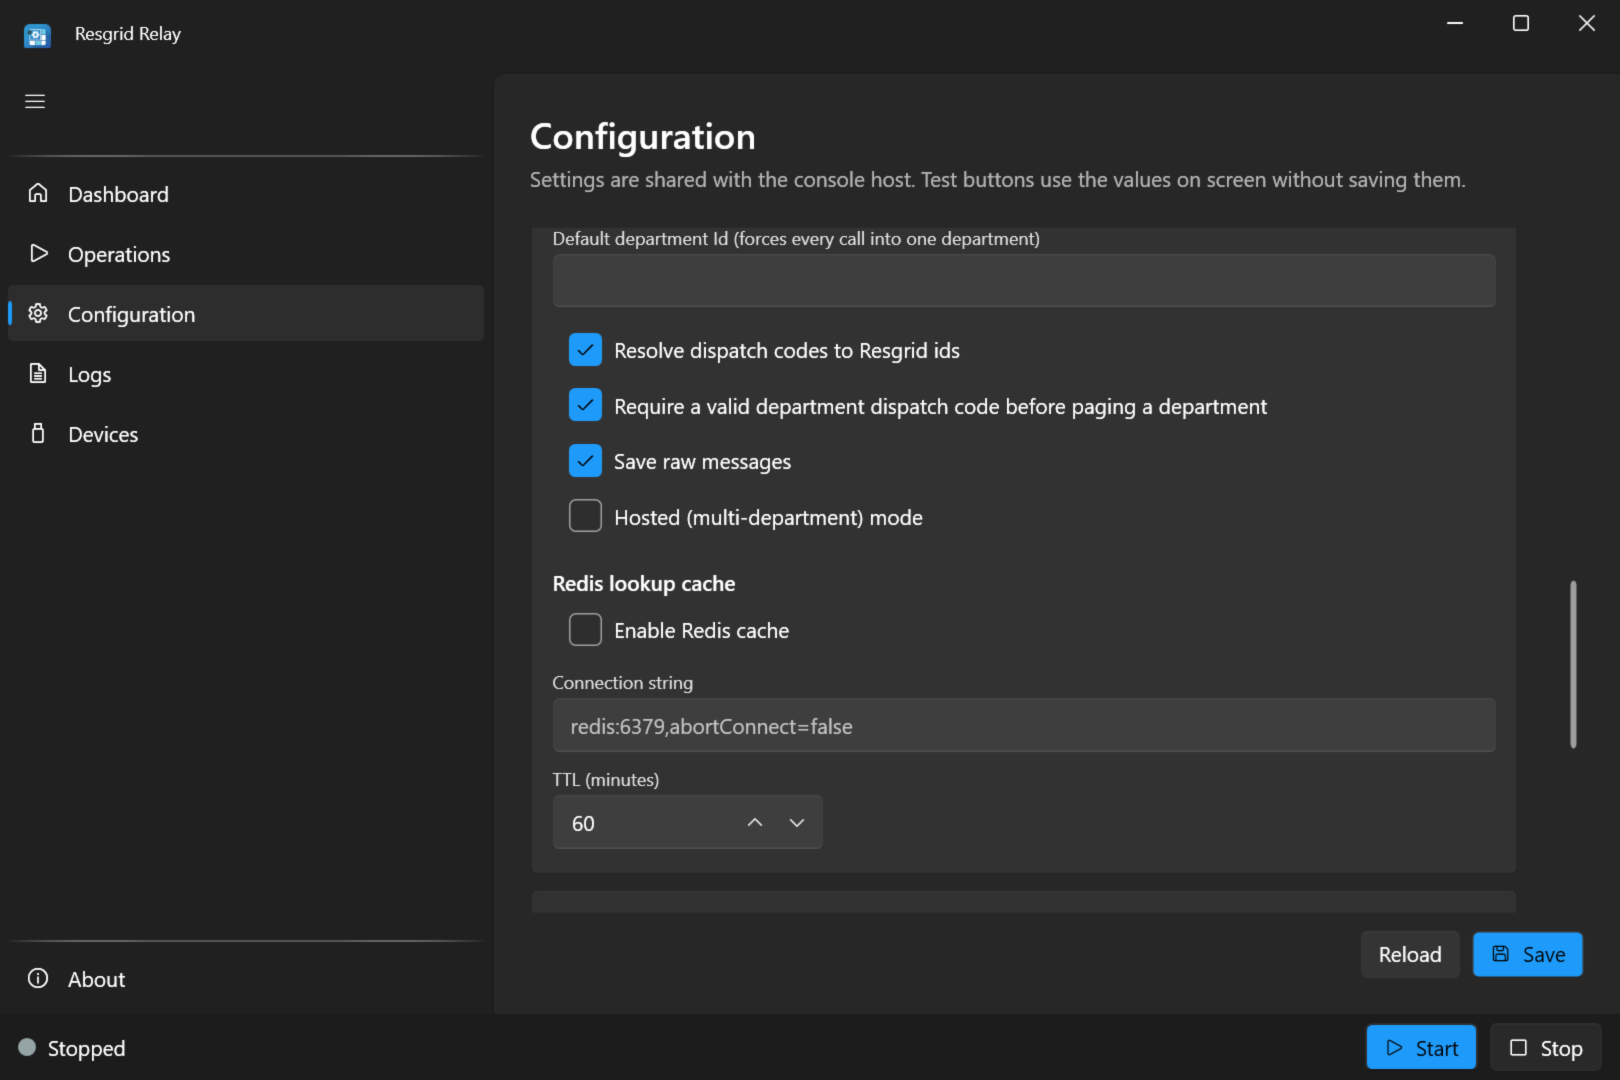 Resgrid Relay
Dashboard
Operations
Configuration
Logs
Devices
About
Configuration
Settings are shared with the console host. Test buttons use the values on screen without saving them.
Default department Id (forces every call into one department)
Resolve dispatch codes to Resgrid ids
Require a valid department dispatch code before paging a department
Save raw messages
Hosted (multi-department) mode
Redis lookup cache
Enable Redis cache
Connection string
redis:6379,abortConnect=false
TTL (minutes)
60
Reload
Save
Stopped
Start
Stop